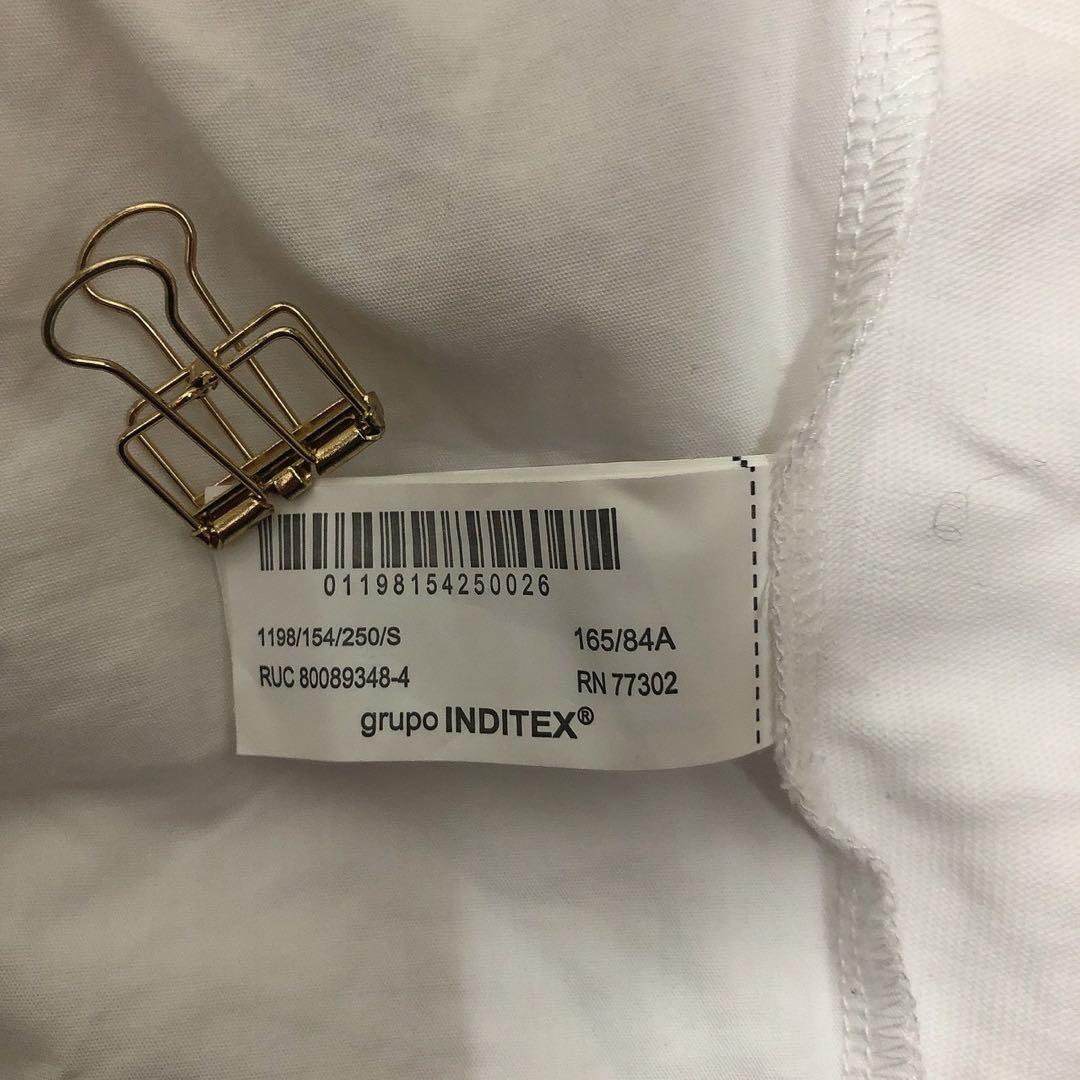 01198154250026
1198/154/250/S 165/84A
RUC 80089348-4 RN 77302
grupo INDITEX®